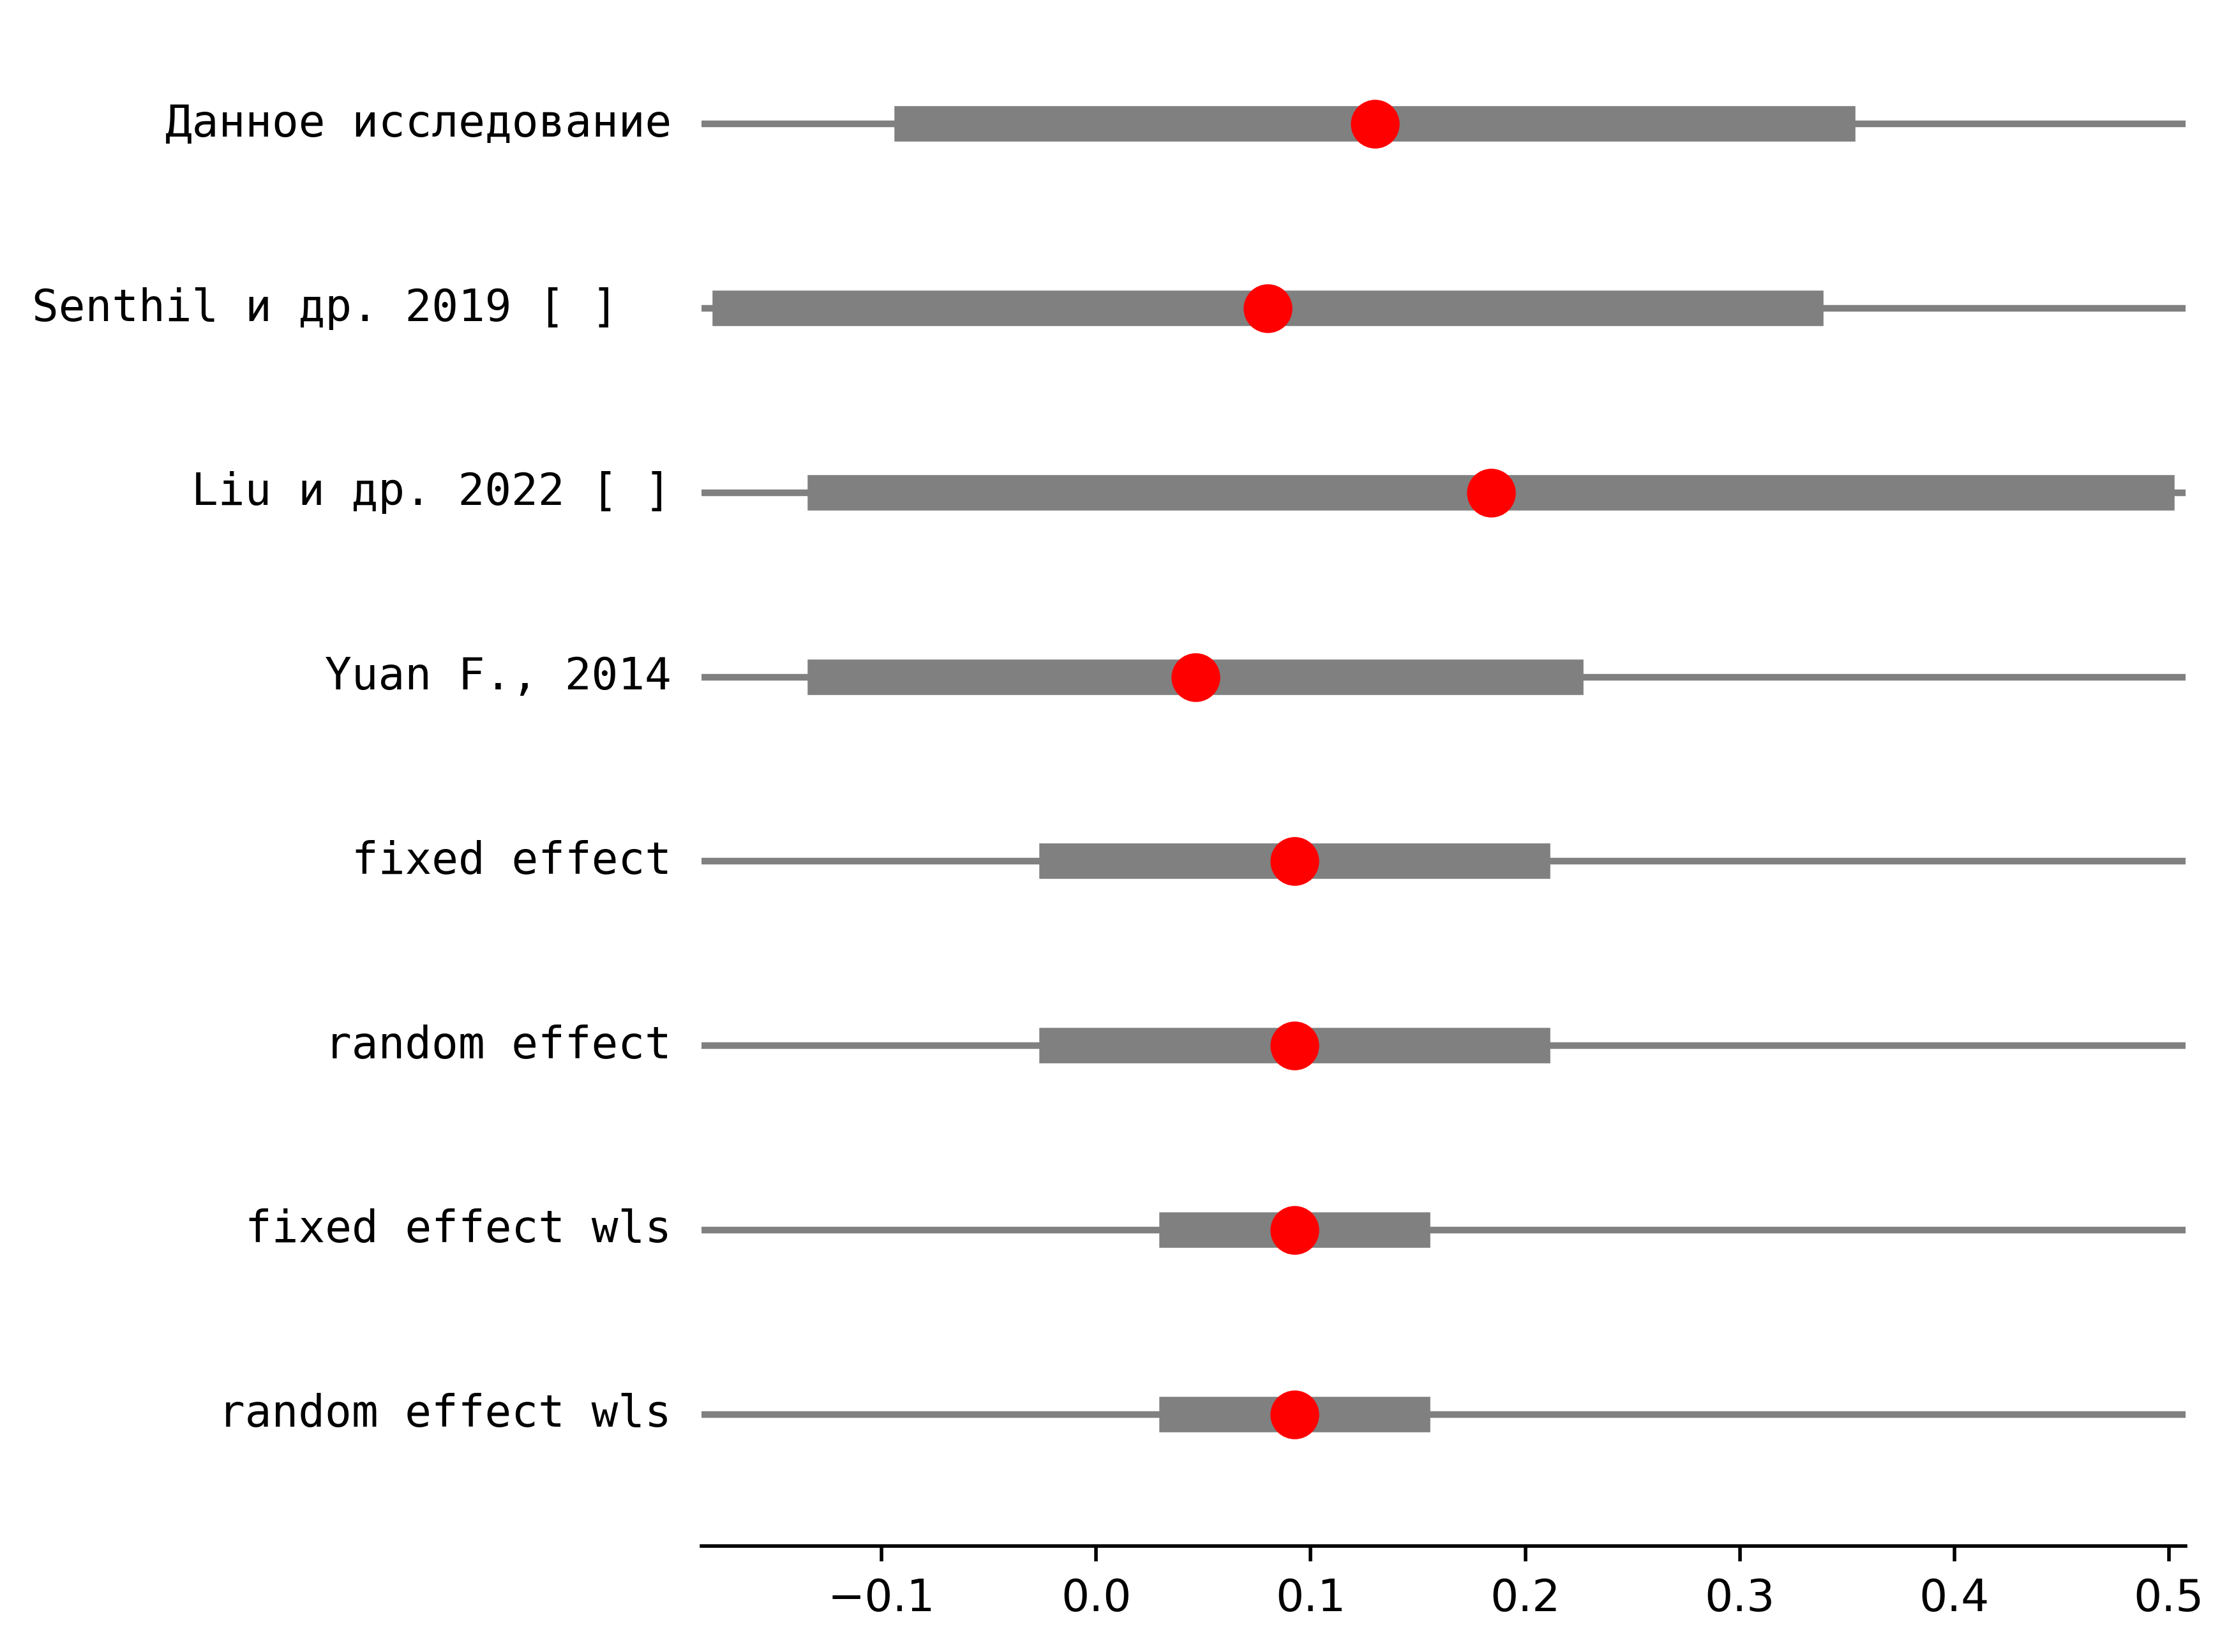 Данное исследование
Senthil и др. 2019 [ ]
Liu и др. 2022 [ ]
Yuan F., 2014
fixed effect
random effect
fixed effect wls
random effect wls
−0.1 0.0 0.1 0.2 0.3 0.4 0.5